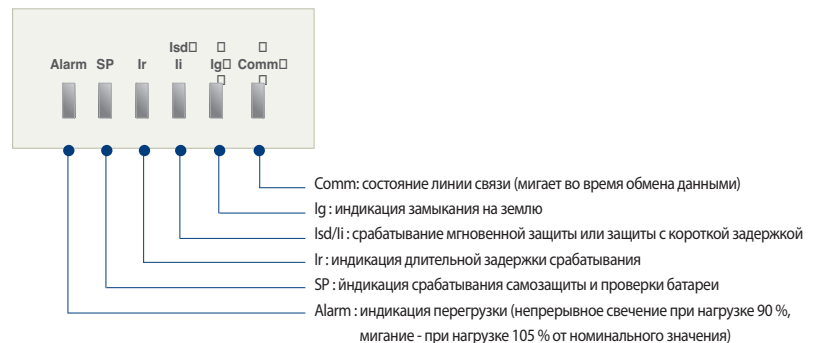 Isd
Alarm SP Ir Ii Ig Comm
Comm: состояние линии связи (мигает во время обмена данными)
Ig : индикация замыкания на землю
Isd/Ii : срабатывание мгновенной защиты или защиты с короткой задержкой
Ir : индикация длительной задержки срабатывания
SP : йндикация срабатывания самозащиты и проверки батареи
Alarm : индикация перегрузки (непрерывное свечение при нагрузке 90 %,
мигание - при нагрузке 105 % от номинального значения)